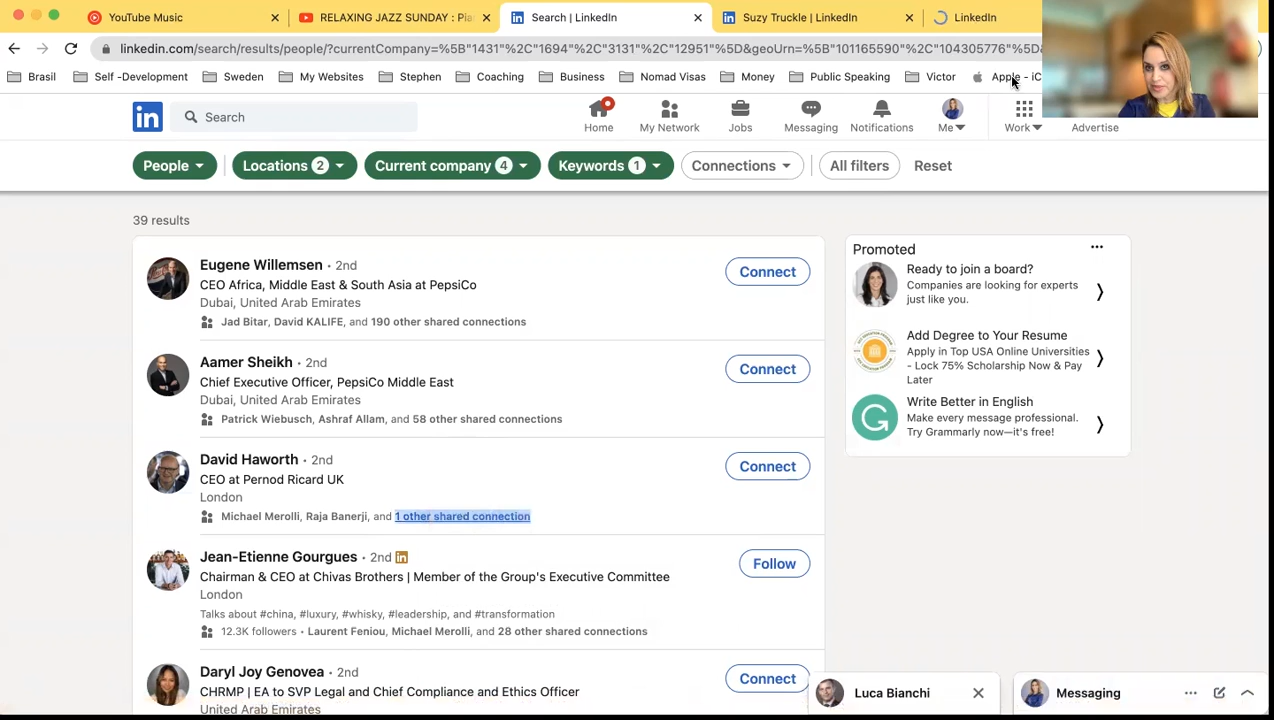 YouTube Music
RELAXING JAZZ SUNDAY : Pia
Search | LinkedIn
Suzy Truckle | LinkedIn
LinkedIn
linkedin.com/search/results/people/?currentCompany=%5B"1431"%2C"1694"%2C"3131"%2C"12951"%5D&geoUrn=%5B"101165590"%2C"104305776"%5D&
Brasil
Self -Development
Sweden
My Websites
Stephen
Coaching
Business
Nomad Visas
Money
Public Speaking
Victor
Apple - iC
in
Search
Home
My Network
Jobs
Messaging
Notifications
Me
Work
Advertise
People
Locations 2
Current company 4
Keywords 1
Connections
All filters
Reset
39 results
Eugene Willemsen • 2nd
CEO Africa, Middle East & South Asia at PepsiCo
Dubai, United Arab Emirates
Jad Bitar, David KALIFE, and 190 other shared connections
Connect
Aamer Sheikh • 2nd
Chief Executive Officer, PepsiCo Middle East
Dubai, United Arab Emirates
Patrick Wiebusch, Ashraf Allam, and 58 other shared connections
Connect
David Haworth • 2nd
CEO at Pernod Ricard UK
London
Michael Merolli, Raja Banerji, and 1 other shared connection
Connect
Jean-Etienne Gourgues • 2nd in
Chairman & CEO at Chivas Brothers | Member of the Group's Executive Committee
London
Talks about #china, #luxury, #whisky, #leadership, and #transformation
12.3K followers • Laurent Feniou, Michael Merolli, and 28 other shared connections
Follow
Daryl Joy Genovea • 2nd
CHRMP | EA to SVP Legal and Chief Compliance and Ethics Officer
United Arab Emirates
Connect
Promoted
Ready to join a board?
Companies are looking for experts
just like you.
Add Degree to Your Resume
Apply in Top USA Online Universities
- Lock 75% Scholarship Now & Pay
Later
Write Better in English
Make every message professional.
Try Grammarly now—it's free!
Luca Bianchi
Messaging